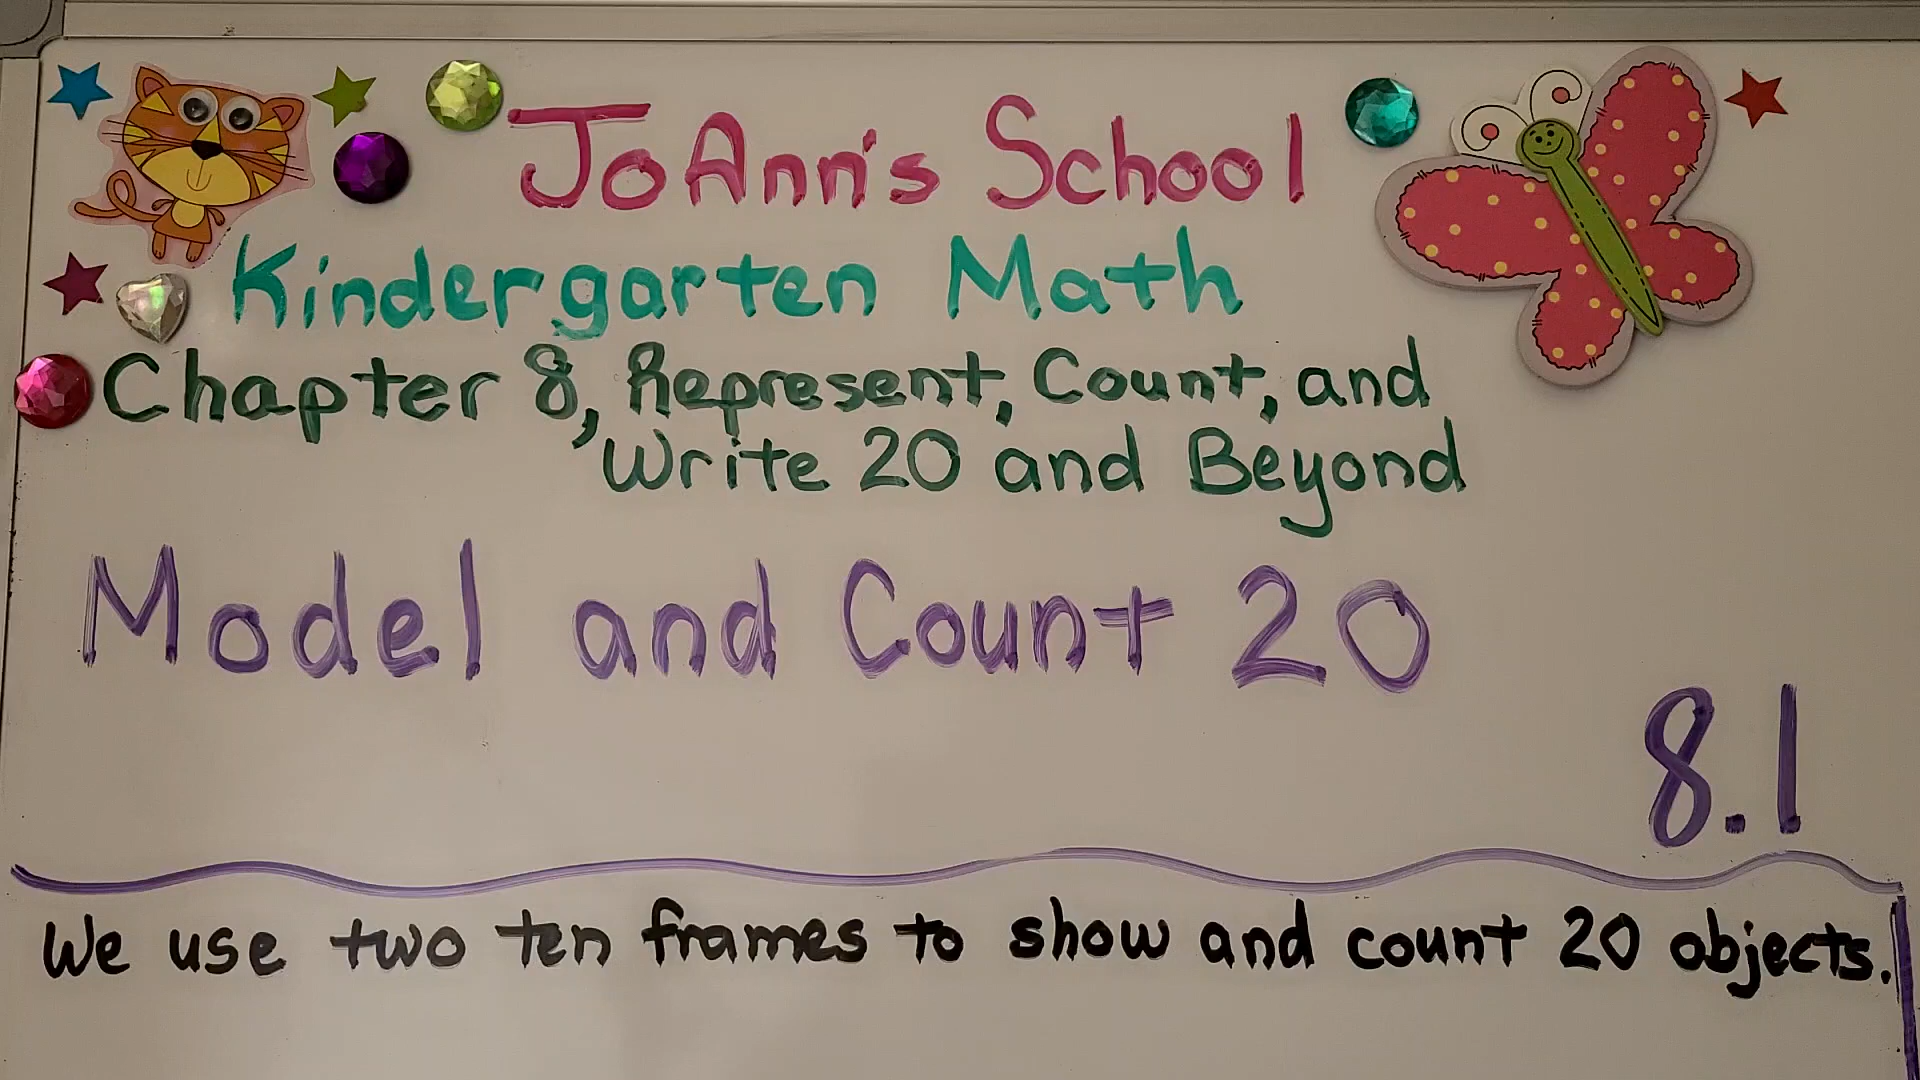 JoAnn's School
Kindergarten Math
Chapter 8, Represent, Count, and
Write 20 and Beyond
Model and Count 20
8.1
We use two ten frames to show and count 20 objects.